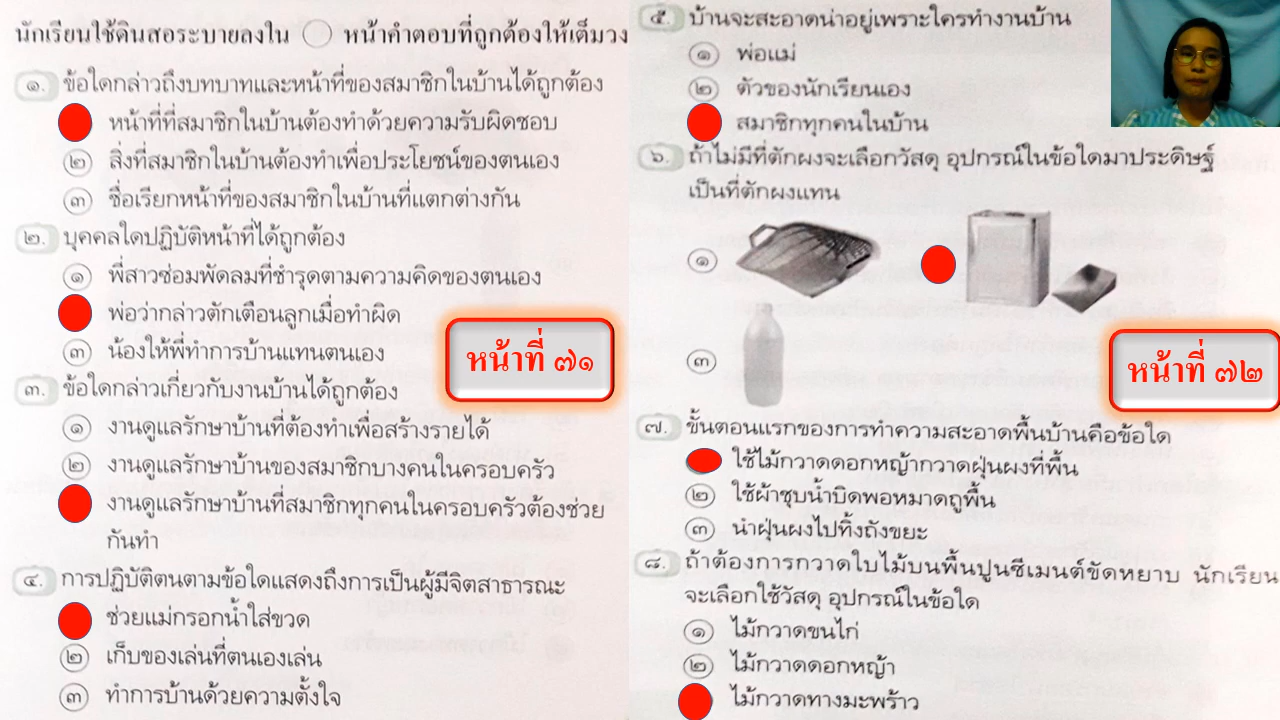 นักเรียนใช้ดินสอระบายลงใน หน้าคำตอบที่ถูกต้องให้เต็มวง
๑. ข้อใดกล่าวถึงบทบาทและหน้าที่ของสมาชิกในบ้านได้ถูกต้อง
หน้าที่ที่สมาชิกในบ้านต้องทำด้วยความรับผิดชอบ
๒ สิ่งที่สมาชิกในบ้านต้องทำเพื่อประโยชน์ของตนเอง
๓ ชื่อเรียกหน้าที่ของสมาชิกในบ้านที่แตกต่างกัน
๒. บุคคลใดปฏิบัติหน้าที่ได้ถูกต้อง
๑ พี่สาวซ่อมพัดลมที่ชำรุดตามความคิดของตนเอง
พ่อว่ากล่าวตักเตือนลูกเมื่อทำผิด
๓ น้องให้พี่ทำการบ้านแทนตนเอง
หน้าที่ ๗๑
๓. ข้อใดกล่าวเกี่ยวกับงานบ้านได้ถูกต้อง
๑ งานดูแลรักษาบ้านที่ต้องทำเพื่อสร้างรายได้
๒ งานดูแลรักษาบ้านของสมาชิกบางคนในครอบครัว
งานดูแลรักษาบ้านที่สมาชิกทุกคนในครอบครัวต้องช่วย
กันทำ
๔. การปฏิบัติตนตามข้อใดแสดงถึงการเป็นผู้มีจิตสาธารณะ
ช่วยแม่กรอกน้ำใส่ขวด
๒ เก็บของเล่นที่ตนเองเล่น
๓ ทำการบ้านด้วยความตั้งใจ
๕. บ้านจะสะอาดน่าอยู่เพราะใครทำงานบ้าน
๑ พ่อแม่
๒ ตัวของนักเรียนเอง
สมาชิกทุกคนในบ้าน
๖. ถ้าไม่มีที่ตักผงจะเลือกวัสดุ อุปกรณ์ในข้อใดมาประดิษฐ์
เป็นที่ตักผงแทน
๑
๓
หน้าที่ ๗๒
๗. ขั้นตอนแรกของการทำความสะอาดพื้นบ้านคือข้อใด
ใช้ไม้กวาดดอกหญ้ากวาดฝุ่นผงที่พื้น
๒ ใช้ผ้าชุบน้ำบิดพอหมาดถูพื้น
๓ นำฝุ่นผงไปทิ้งถังขยะ
๘. ถ้าต้องการกวาดใบไม้บนพื้นปูนซีเมนต์ขัดหยาบ นักเรียน
จะเลือกใช้วัสดุ อุปกรณ์ในข้อใด
๑ ไม้กวาดขนไก่
๒ ไม้กวาดดอกหญ้า
ไม้กวาดทางมะพร้าว